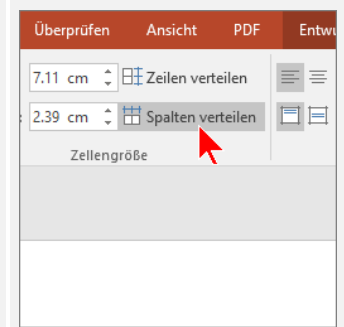 Überprüfen Ansicht PDF Entwu
7.11 cm Zeilen verteilen
: 2.39 cm Spalten verteilen
Zellengröße